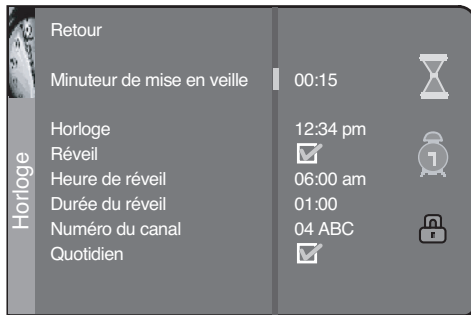 Retour
Minuteur de mise en veille 00:15
Horloge 12:34 pm
Réveil
Heure de réveil 06:00 am
Durée du réveil 01:00
Numéro du canal 04 ABC
Quotidien
Horloge